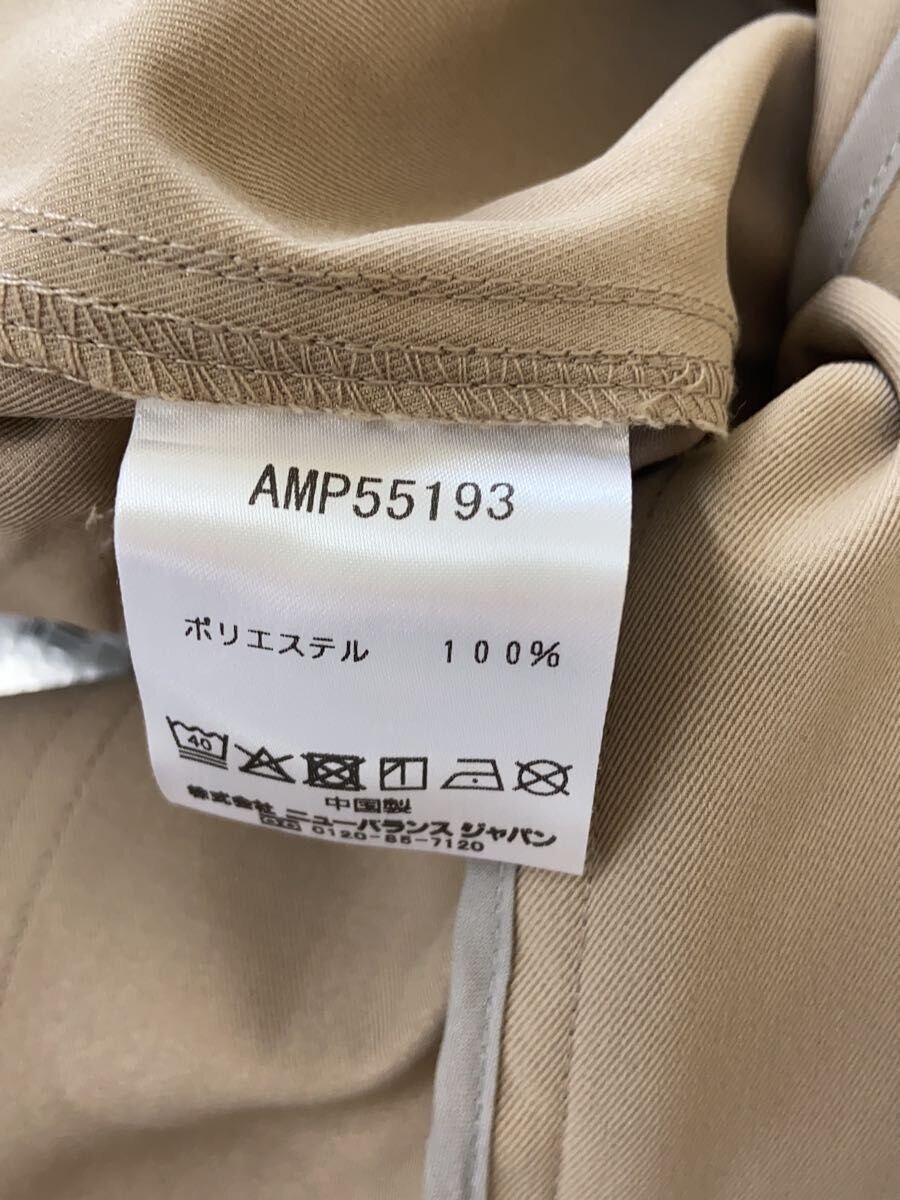 AMP55193
ポリエステル 100%
40
中国製
株式会社 ニューバランス ジャパン
0120-85-7120